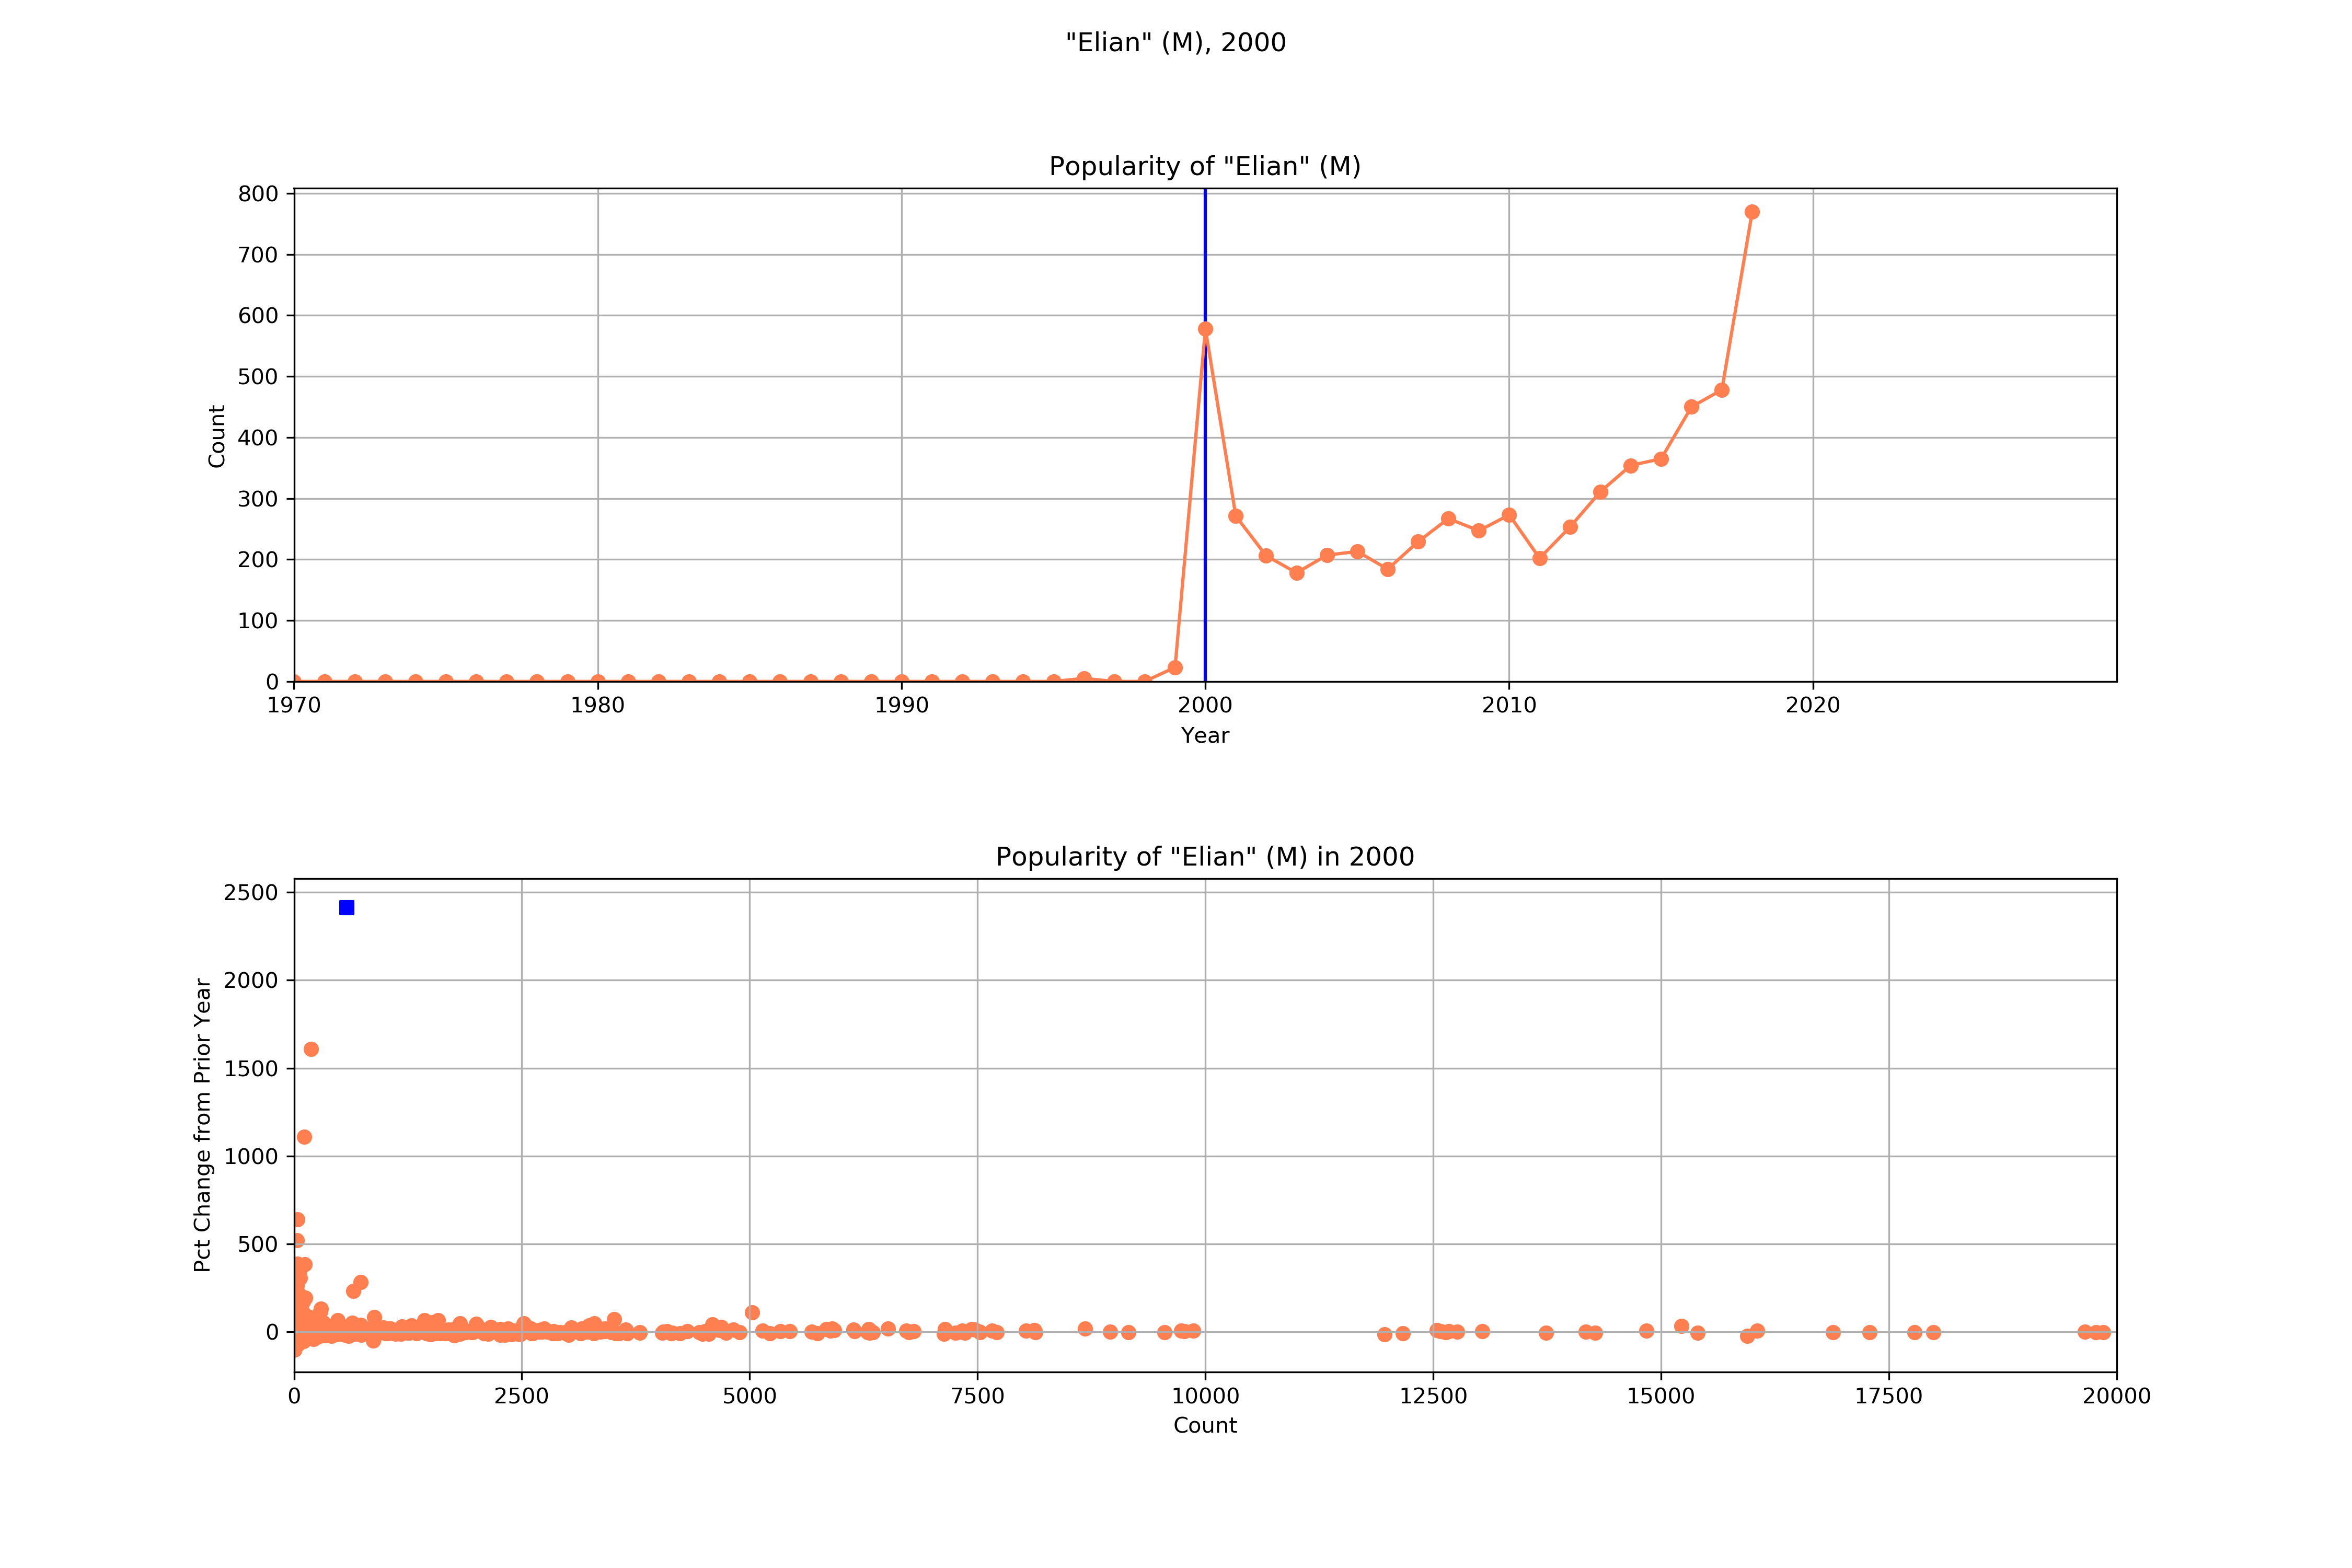 "Elian" (M), 2000
Popularity of "Elian" (M)
800
700
600
500
400
300
200
100
0
Count
1970 1980 1990 2000 2010 2020
Year
Popularity of "Elian" (M) in 2000
2500
2000
1500
1000
500
0
Pct Change from Prior Year
0 2500 5000 7500 10000 12500 15000 17500 20000
Count